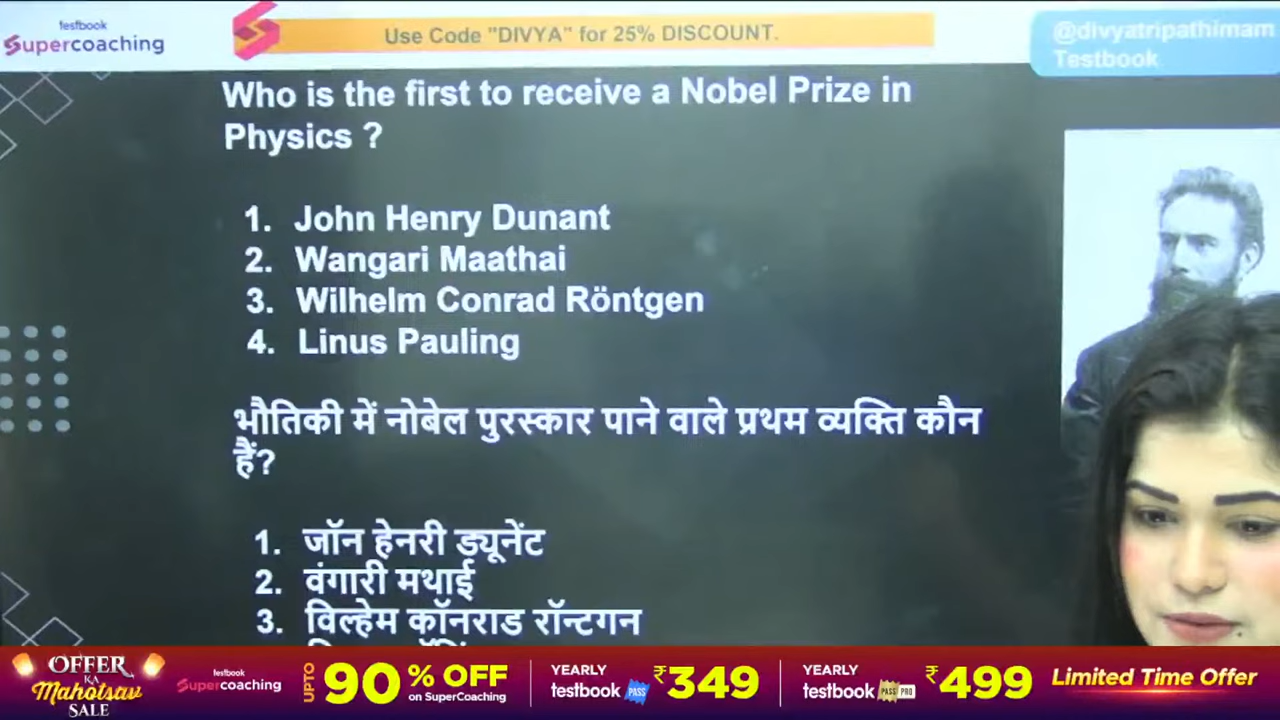 testbook
Supercoaching
Use Code "DIVYA" for 25% DISCOUNT.
@divyatripathimam
Testbook
Who is the first to receive a Nobel Prize in
Physics ?
1. John Henry Dunant
2. Wangari Maathai
3. Wilhelm Conrad Röntgen
4. Linus Pauling
भौतिकी में नोबेल पुरस्कार पाने वाले प्रथम व्यक्ति कौन
हैं?
1. जॉन हेनरी ड्यूनेंट
2. वंगारी मथाई
3. विल्हेम कॉनराड रॉन्टगन
OFFER
KA
Mahotsav
SALE
testbook
Supercoaching
UPTO 90% OFF
on SuperCoaching
YEARLY
testbook PASS
₹349
YEARLY
testbook PASS PRO
₹499
Limited Time Offer